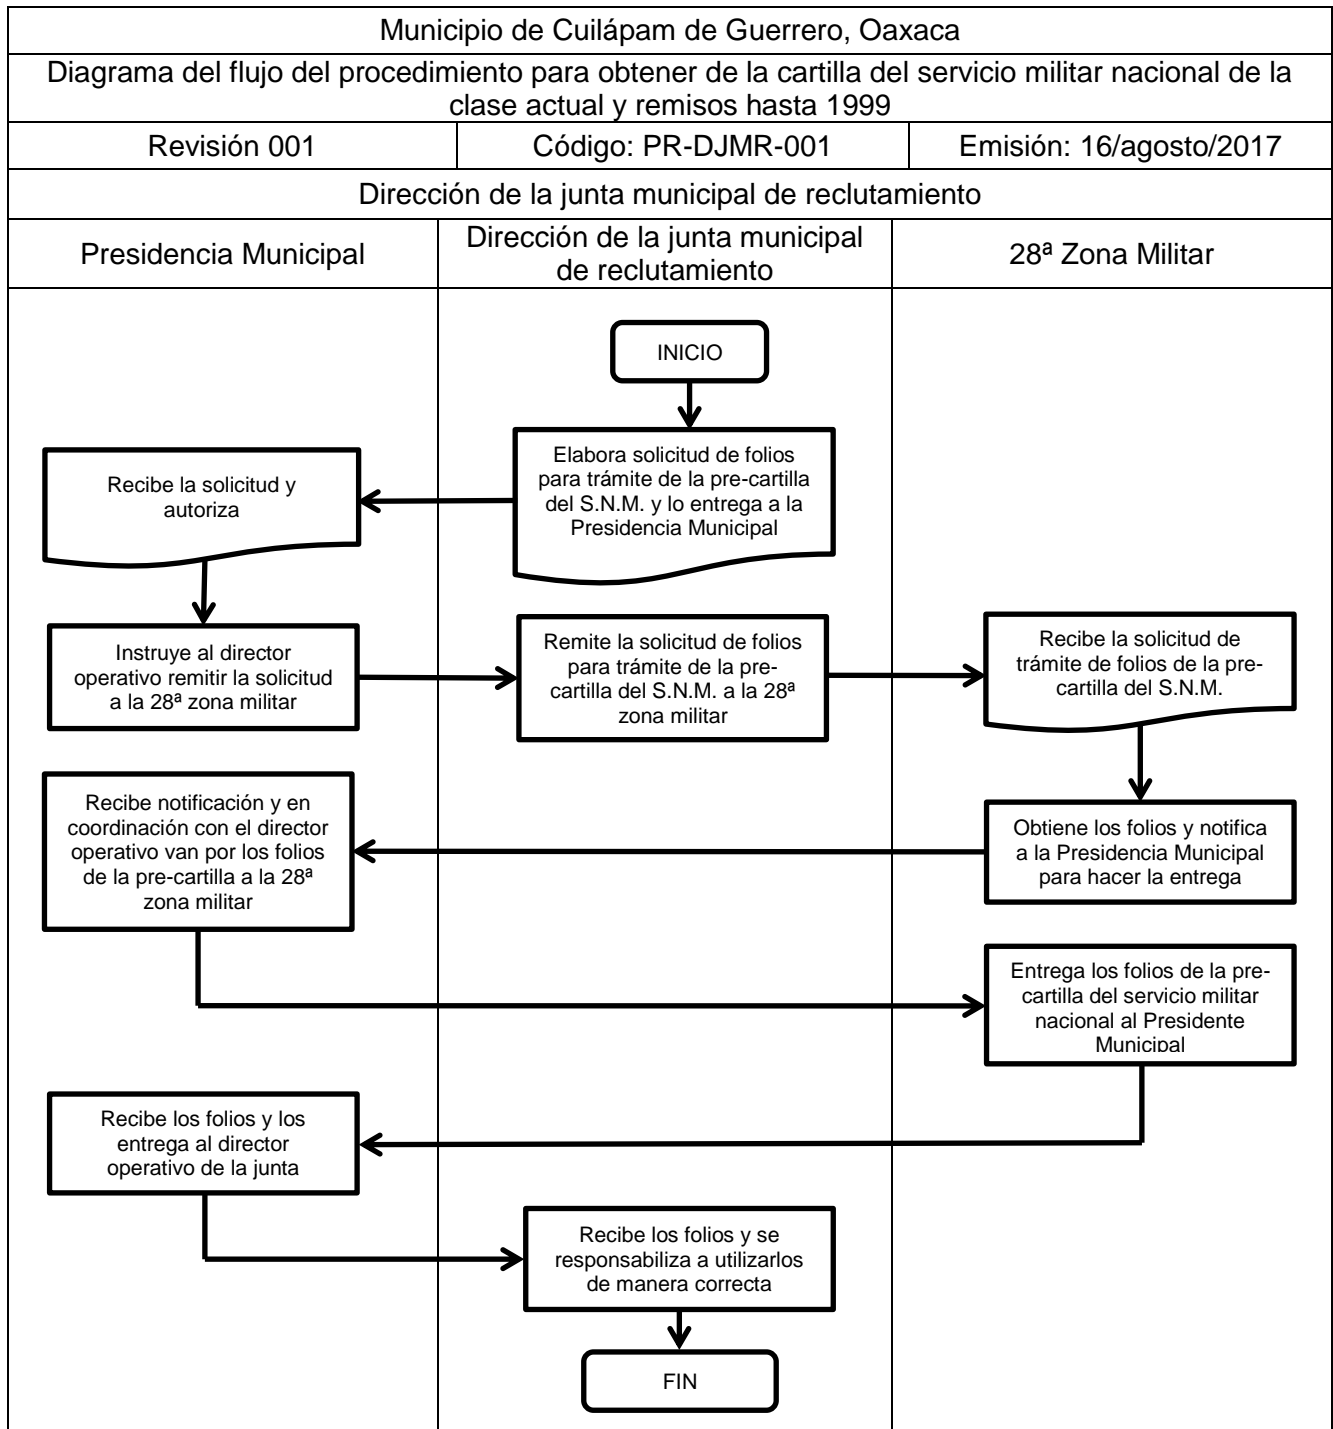 Municipio de Cuilápam de Guerrero, Oaxaca
Diagrama del flujo del procedimiento para obtener de la cartilla del servicio militar nacional de la
clase actual y remisos hasta 1999
Revisión 001
Código: PR-DJMR-001
Emisión: 16/agosto/2017
Dirección de la junta municipal de reclutamiento
Presidencia Municipal
Dirección de la junta municipal
de reclutamiento
28ª Zona Militar
INICIO
Elabora solicitud de folios
para trámite de la pre-cartilla
del S.N.M. y lo entrega a la
Presidencia Municipal
Recibe la solicitud y
autoriza
Instruye al director
operativo remitir la solicitud
a la 28ª zona militar
Remite la solicitud de folios
para trámite de la pre-
cartilla del S.N.M. a la 28ª
zona militar
Recibe la solicitud de
trámite de folios de la pre-
cartilla del S.N.M.
Obtiene los folios y notifica
a la Presidencia Municipal
para hacer la entrega
Recibe notificación y en
coordinación con el director
operativo van por los folios
de la pre-cartilla a la 28ª
zona militar
Entrega los folios de la pre-
cartilla del servicio militar
nacional al Presidente
Municipal
Recibe los folios y los
entrega al director
operativo de la junta
Recibe los folios y se
responsabiliza a utilizarlos
de manera correcta
FIN